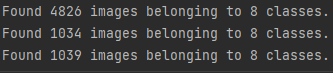 Found 4826 images belonging to 8 classes.
Found 1034 images belonging to 8 classes.
Found 1039 images belonging to 8 classes.